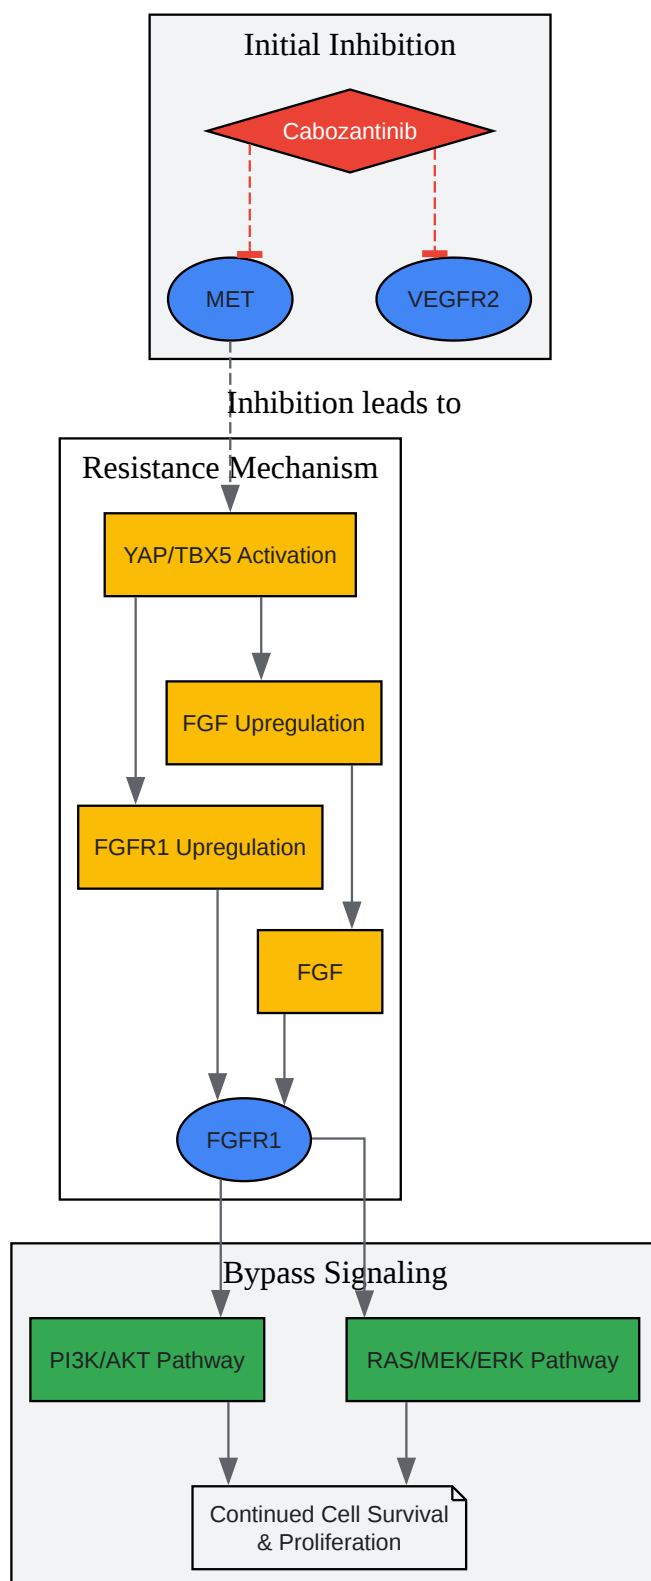 Initial Inhibition
Cabozantinib
MET
VEGFR2
Inhibition leads to
Resistance Mechanism
YAP/TBX5 Activation
FGF Upregulation
FGFR1 Upregulation
FGF
FGFR1
Bypass Signaling
PI3K/AKT Pathway
RAS/MEK/ERK Pathway
Continued Cell Survival
& Proliferation